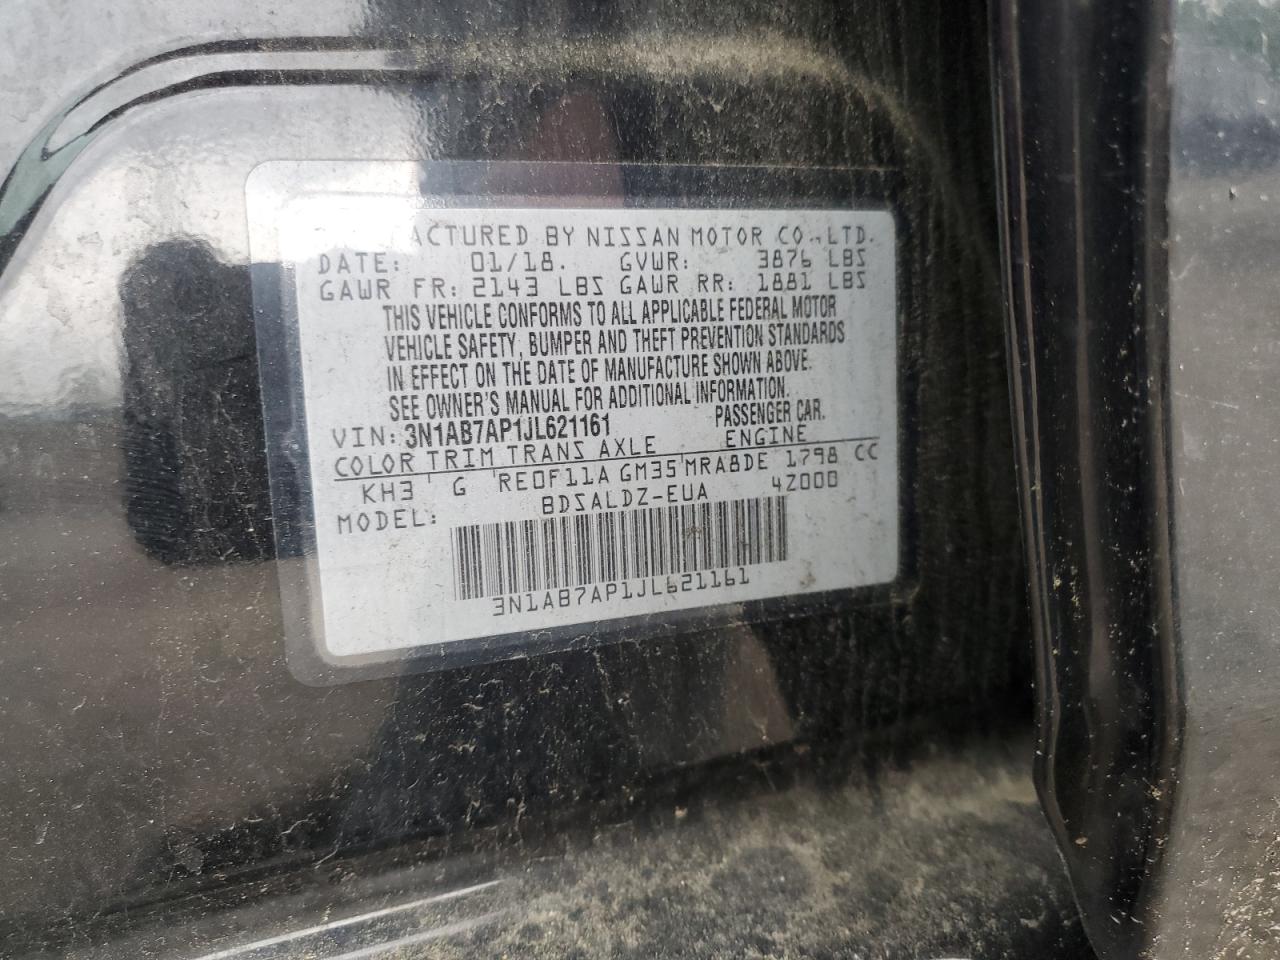 MANUFACTURED BY NISSAN MOTOR CO., LTD.
DATE: 01/18. GVWR: 3876 LBS
GAWR FR: 2143 LBS GAWR RR: 1881 LBS
THIS VEHICLE CONFORMS TO ALL APPLICABLE FEDERAL MOTOR
VEHICLE SAFETY, BUMPER AND THEFT PREVENTION STANDARDS
IN EFFECT ON THE DATE OF MANUFACTURE SHOWN ABOVE.
SEE OWNER'S MANUAL FOR ADDITIONAL INFORMATION.
VIN: 3N1AB7AP1JL621161 PASSENGER CAR.
COLOR TRIM TRANS AXLE ENGINE
KH3 G RE0F11A GM35 MRA8DE 1798 CC
MODEL: BDSALDZ-EUA 4Z000
3N1AB7AP1JL621161